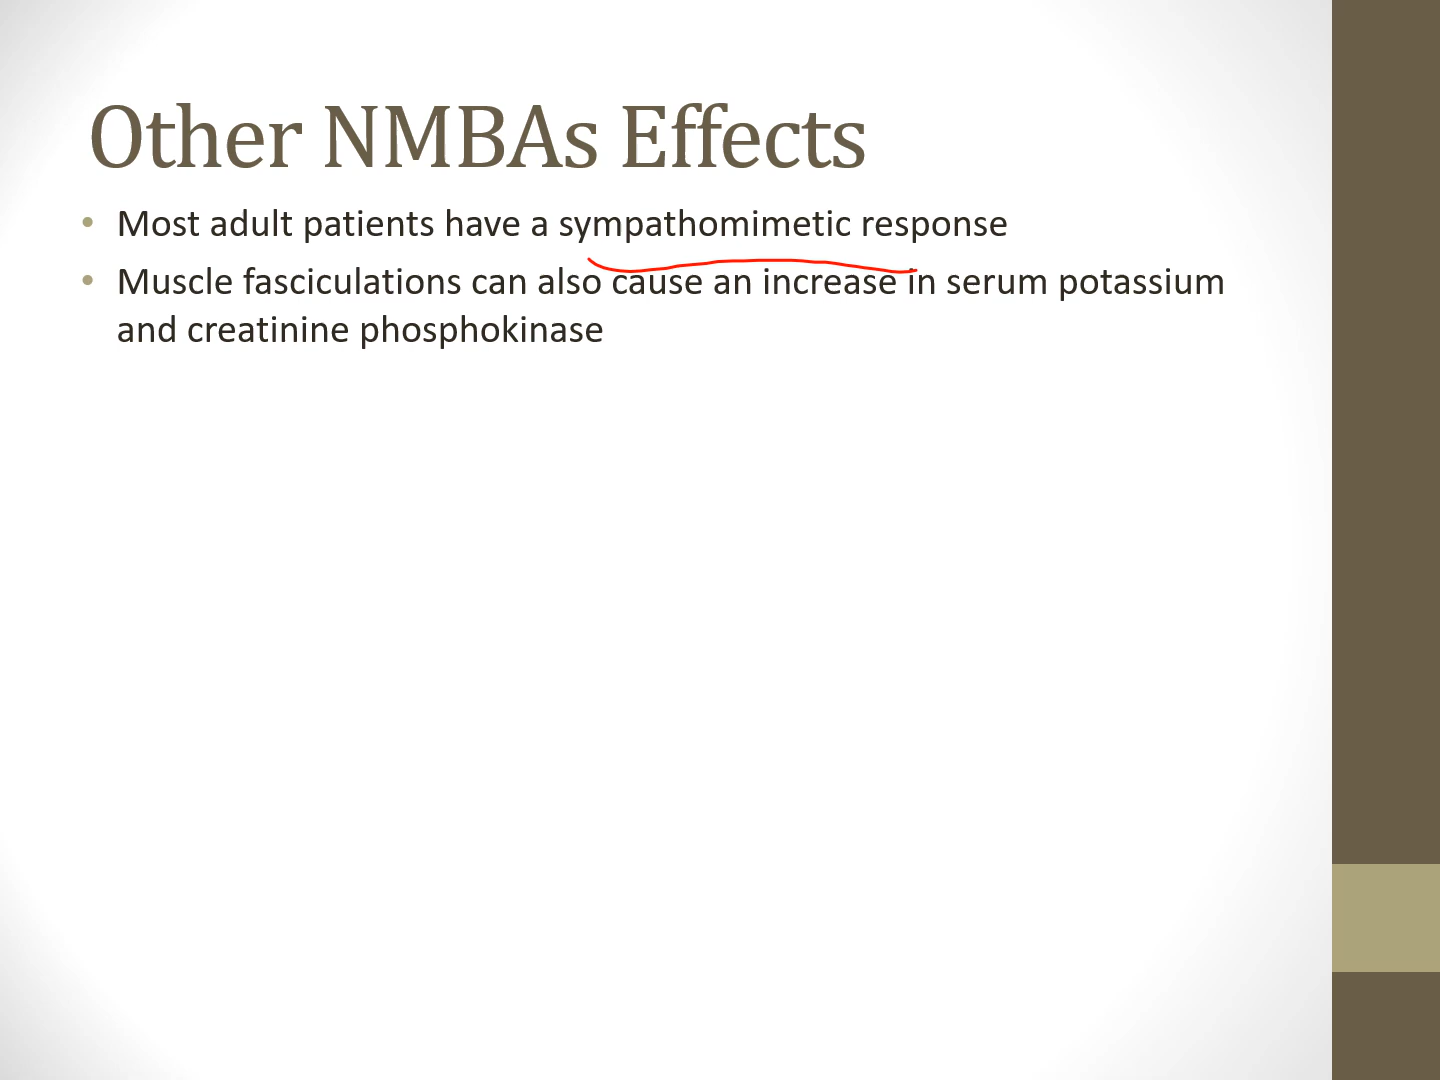 Other NMBAs Effects
• Most adult patients have a sympathomimetic response
• Muscle fasciculations can also cause an increase in serum potassium
and creatinine phosphokinase